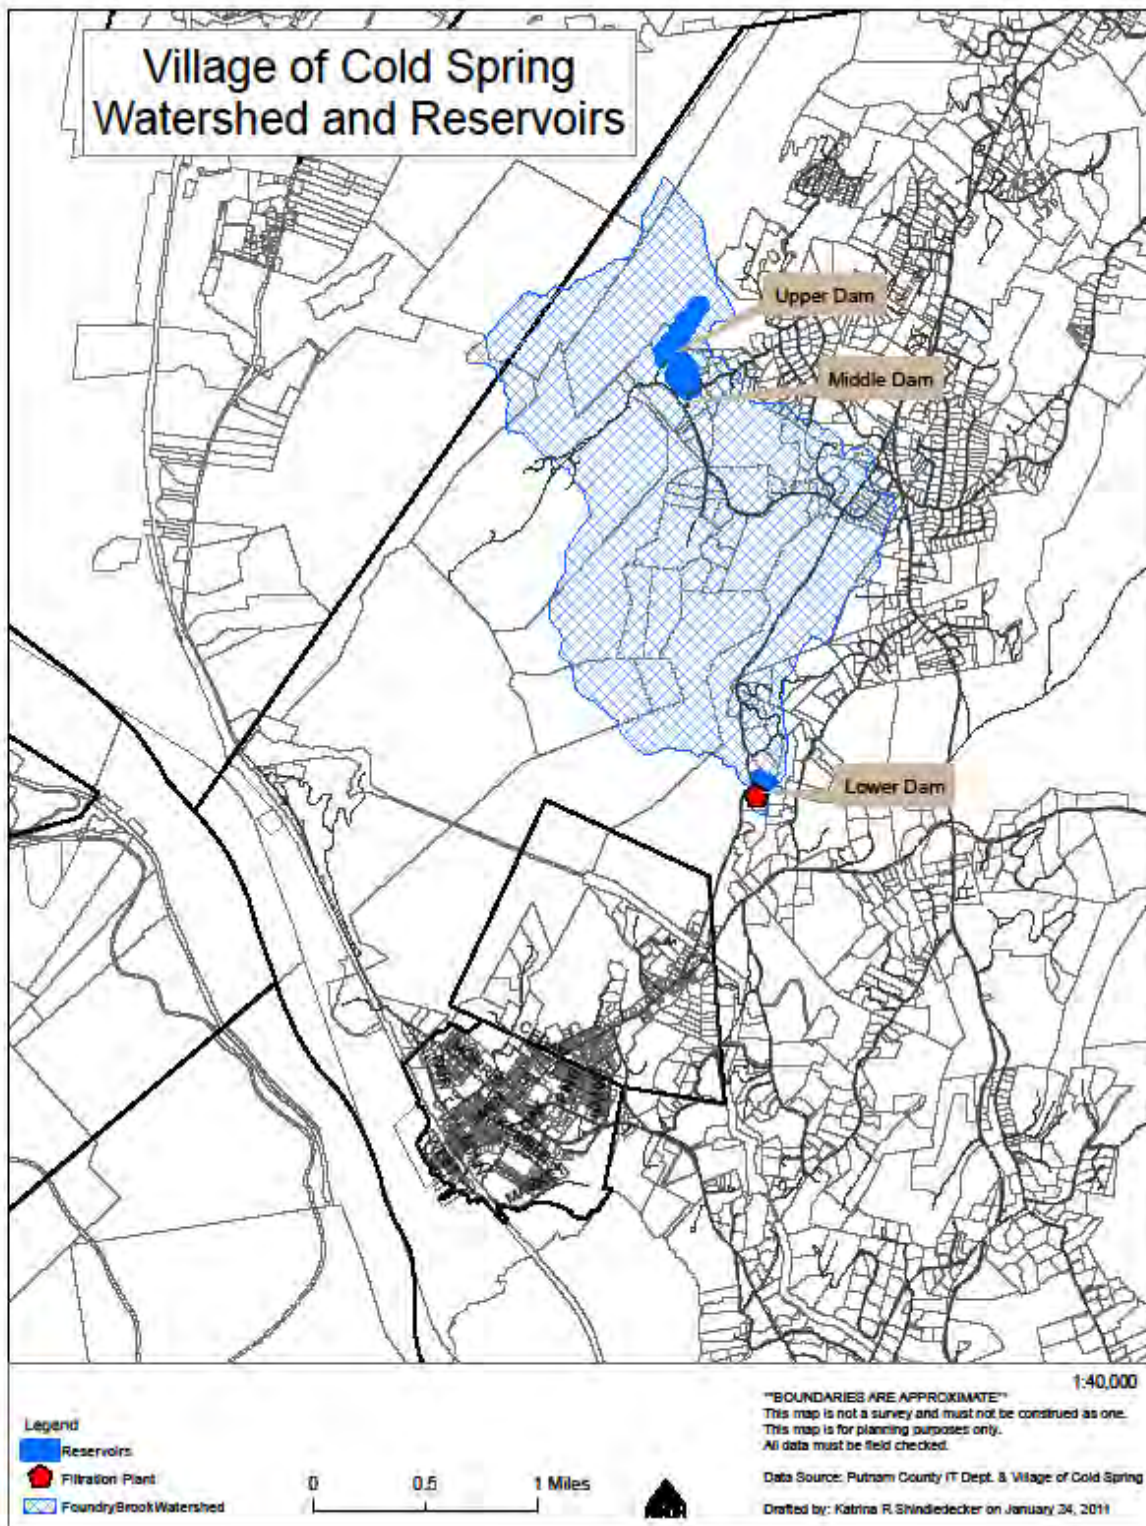 Village of Cold Spring
Watershed and Reservoirs
Upper Dam
Middle Dam
Lower Dam
1:40,000
**BOUNDARIES ARE APPROXIMATE**
This map is not a survey and must not be construed as one.
This map is for planning purposes only.
All data must be field checked.
Legend
Reservoirs
Filtration Plant
FoundryBrookWatershed
0 0.5 1 Miles
Data Source: Putnam County IT Dept. & Village of Cold Spring
Drafted by: Katrina R Shindledecker on January 24, 2011